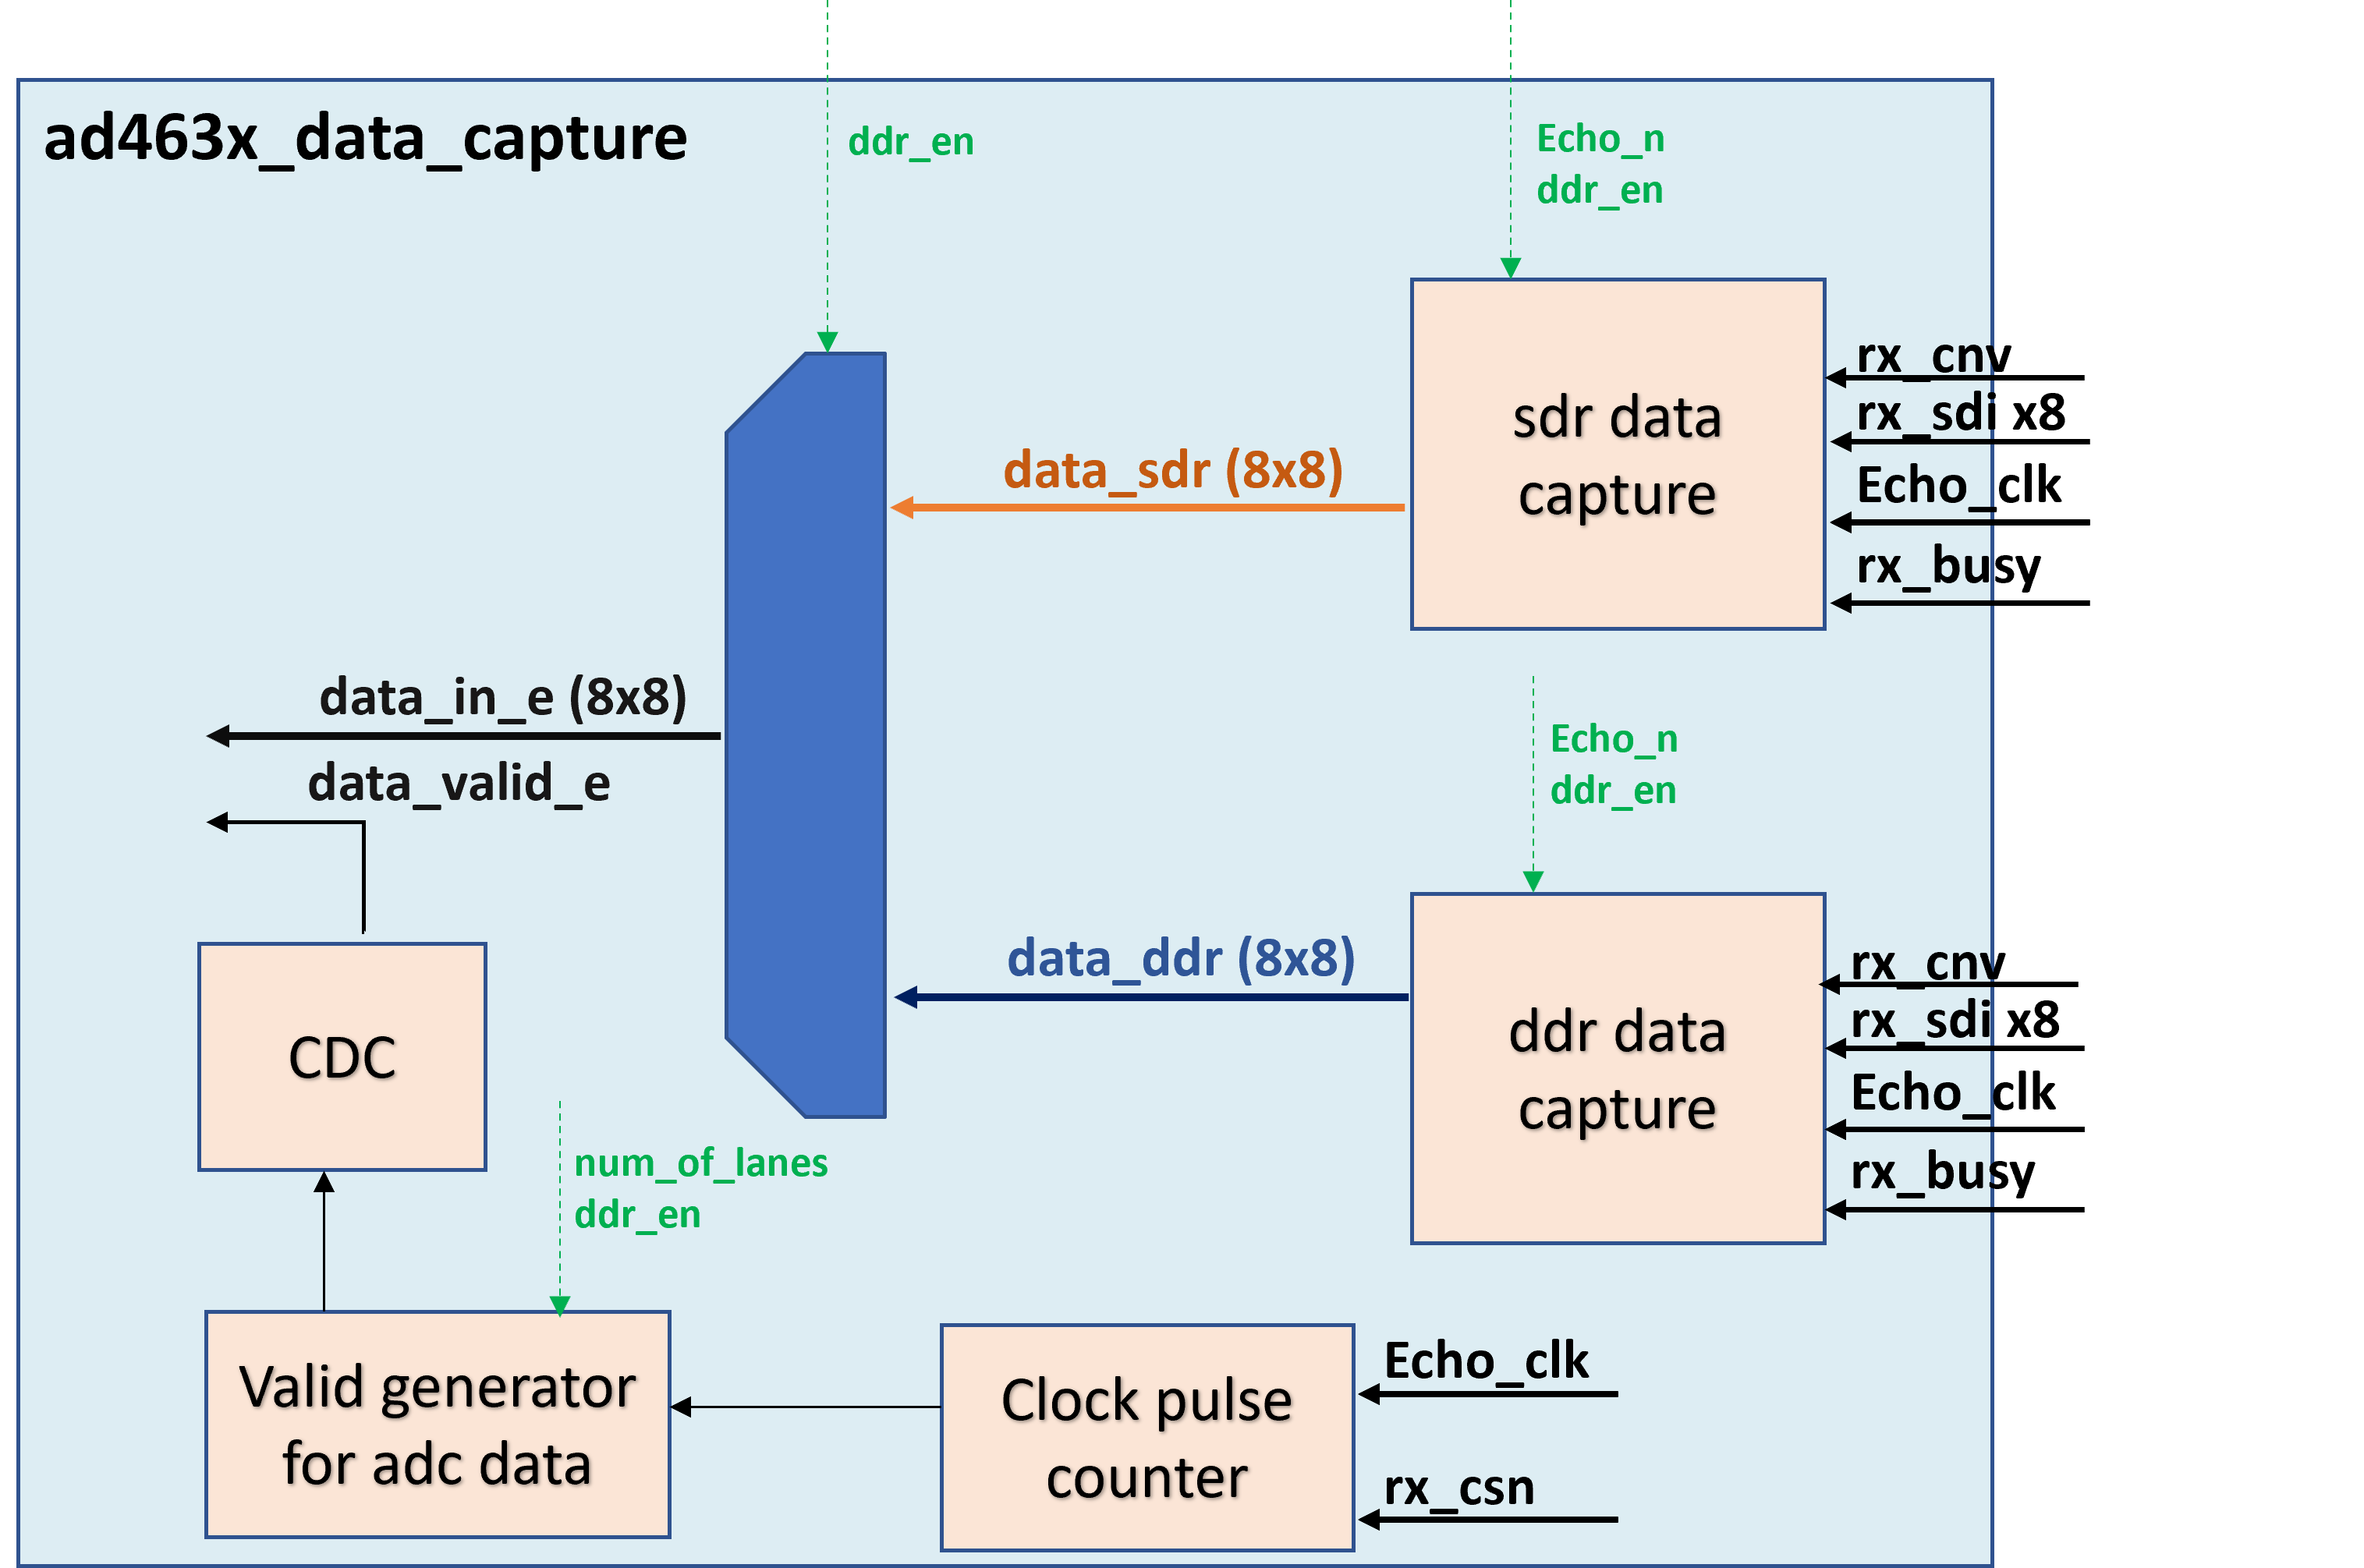 ad463x_data_capture
ddr_en
Echo_n
ddr_en
sdr data
capture
rx_cnv
rx_sdi x8
Echo_clk
rx_busy
data_sdr (8x8)
data_in_e (8x8)
data_valid_e
Echo_n
ddr_en
data_ddr (8x8)
ddr data
capture
rx_cnv
rx_sdi x8
Echo_clk
rx_busy
CDC
num_of_lanes
ddr_en
Valid generator
for adc data
Clock pulse
counter
Echo_clk
rx_csn